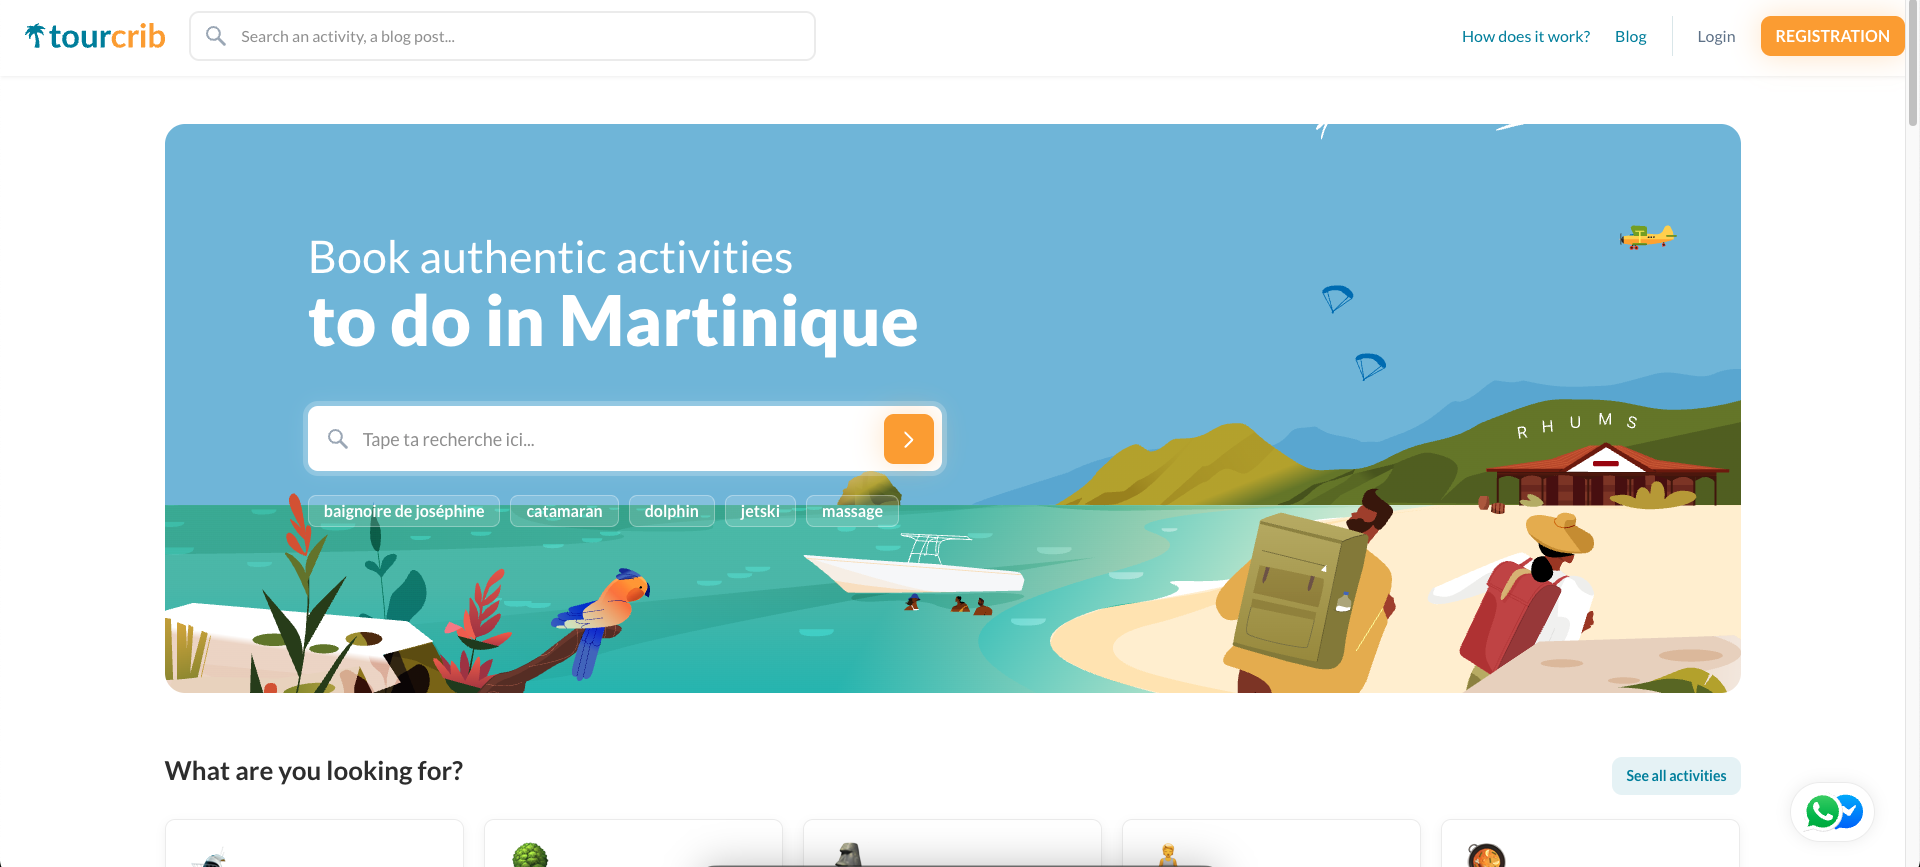 tourcrib
Search an activity, a blog post...
How does it work?
Blog
Login
REGISTRATION
Book authentic activities
to do in Martinique
Tape ta recherche ici...
baignoire de joséphine
catamaran
dolphin
jetski
massage
RHUMS
What are you looking for?
See all activities